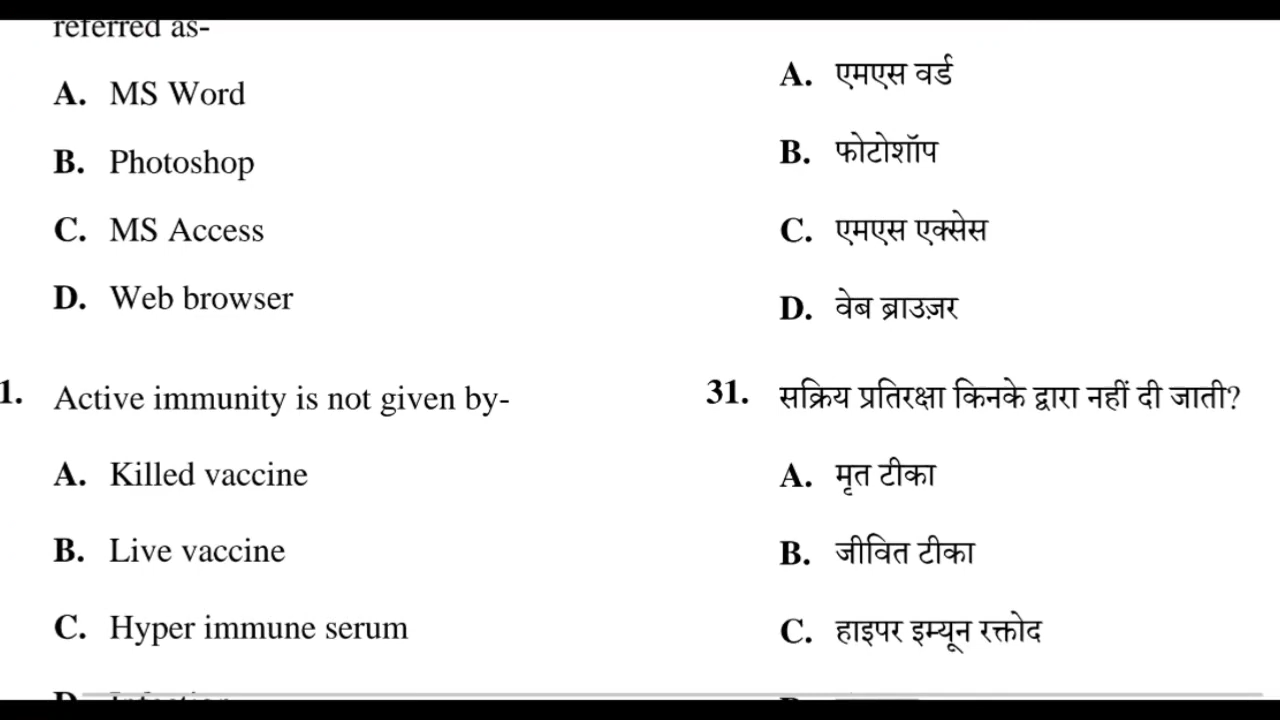 referred as-
A. MS Word
B. Photoshop
C. MS Access
D. Web browser
1. Active immunity is not given by-
A. Killed vaccine
B. Live vaccine
C. Hyper immune serum
A. एमएस वर्ड
B. फोटोशॉप
C. एमएस एक्सेस
D. वेब ब्राउज़र
31. सक्रिय प्रतिरक्षा किनके द्वारा नहीं दी जाती?
A. मृत टीका
B. जीवित टीका
C. हाइपर इम्यून रक्तोद